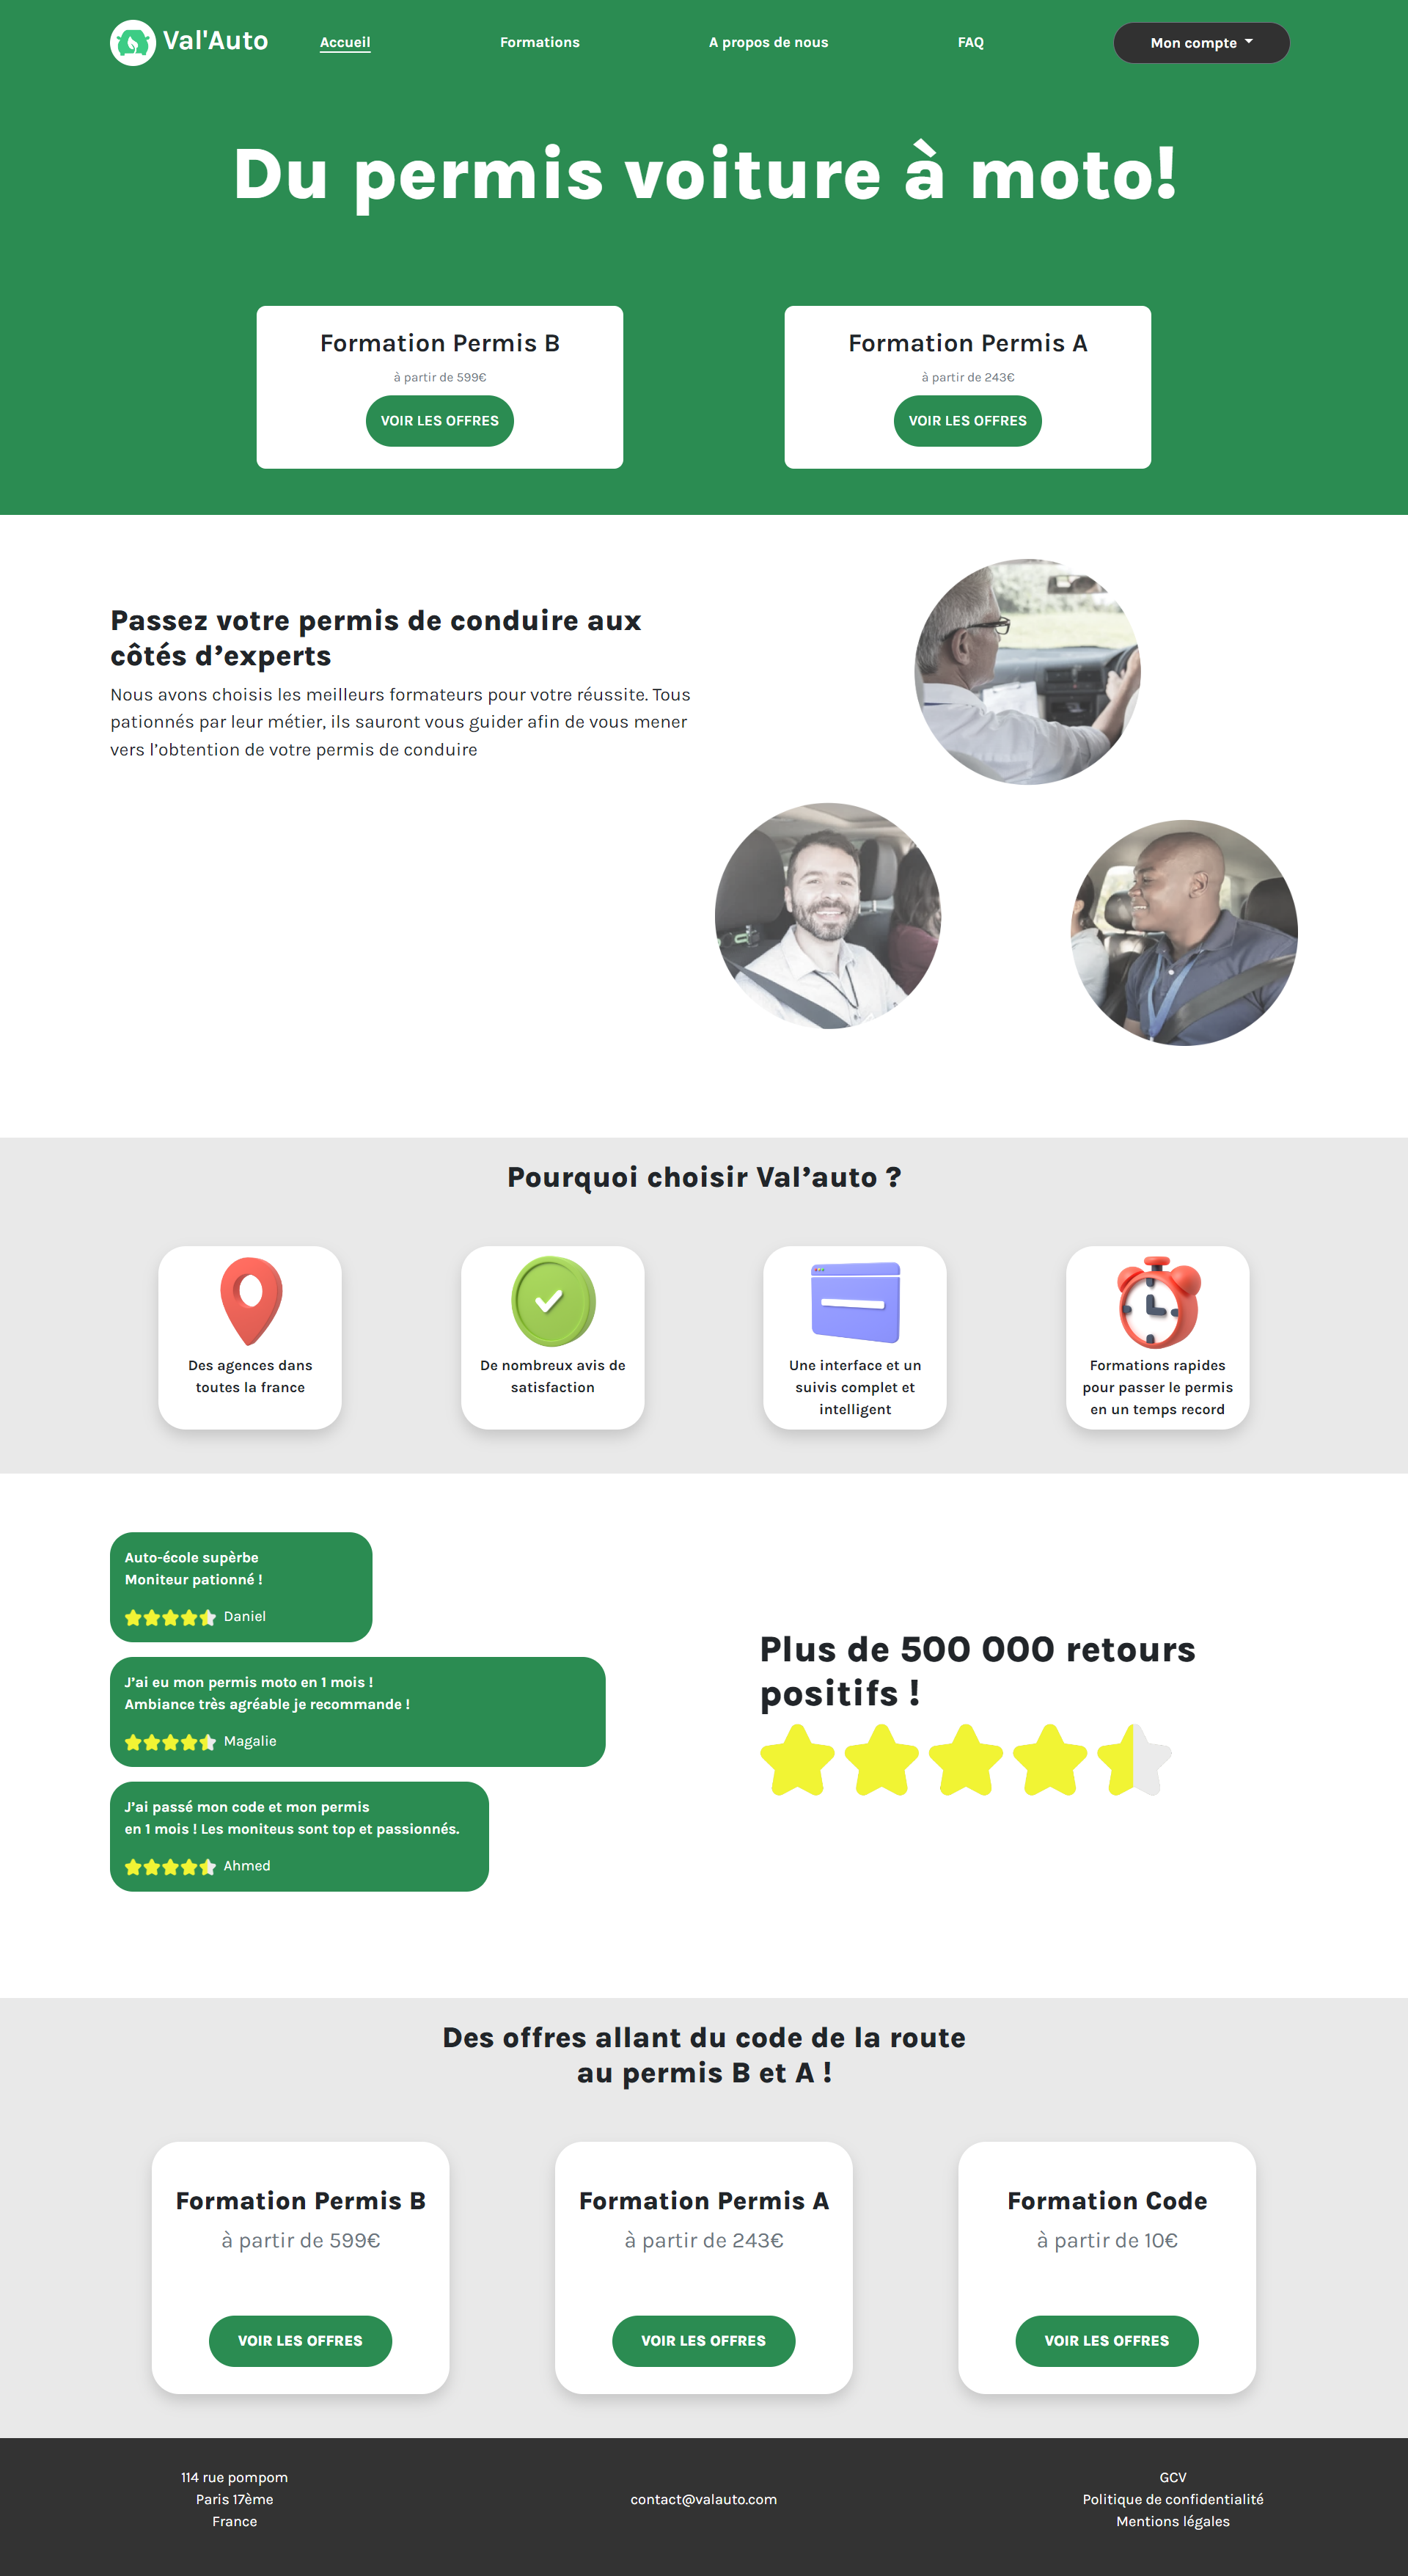 Val'Auto
Accueil
Formations
A propos de nous
FAQ
Mon compte
Du permis voiture à moto!
Formation Permis B
à partir de 599€
VOIR LES OFFRES
Formation Permis A
à partir de 243€
VOIR LES OFFRES
Passez votre permis de conduire aux
côtés d’experts
Nous avons choisis les meilleurs formateurs pour votre réussite. Tous
pationnés par leur métier, ils sauront vous guider afin de vous mener
vers l’obtention de votre permis de conduire
Pourquoi choisir Val’auto ?
Des agences dans
toutes la france
De nombreux avis de
satisfaction
Une interface et un
suivis complet et
intelligent
Formations rapides
pour passer le permis
en un temps record
Auto-école supèrbe
Moniteur pationné !
Daniel
J’ai eu mon permis moto en 1 mois !
Ambiance très agréable je recommande !
Magalie
J’ai passé mon code et mon permis
en 1 mois ! Les moniteus sont top et passionnés.
Ahmed
Plus de 500 000 retours
positifs !
Des offres allant du code de la route
au permis B et A !
Formation Permis B
à partir de 599€
VOIR LES OFFRES
Formation Permis A
à partir de 243€
VOIR LES OFFRES
Formation Code
à partir de 10€
VOIR LES OFFRES
114 rue pompom
Paris 17ème
France
contact@valauto.com
GCV
Politique de confidentialité
Mentions légales